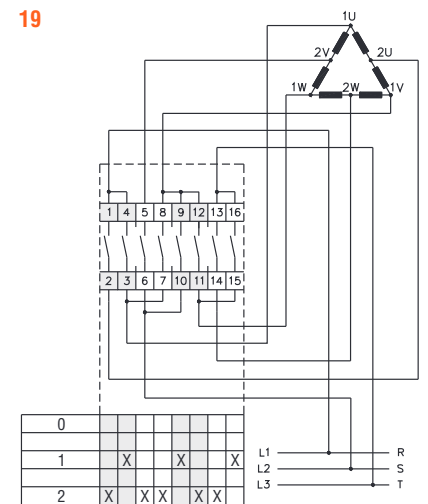 19
1U
2V 2U
1W 2W 1V
1 4 5 8 9 12 13 16
2 3 6 7 10 11 14 15
0
1 X X X
L1 R
L2 S
L3 T
2 X X X X X